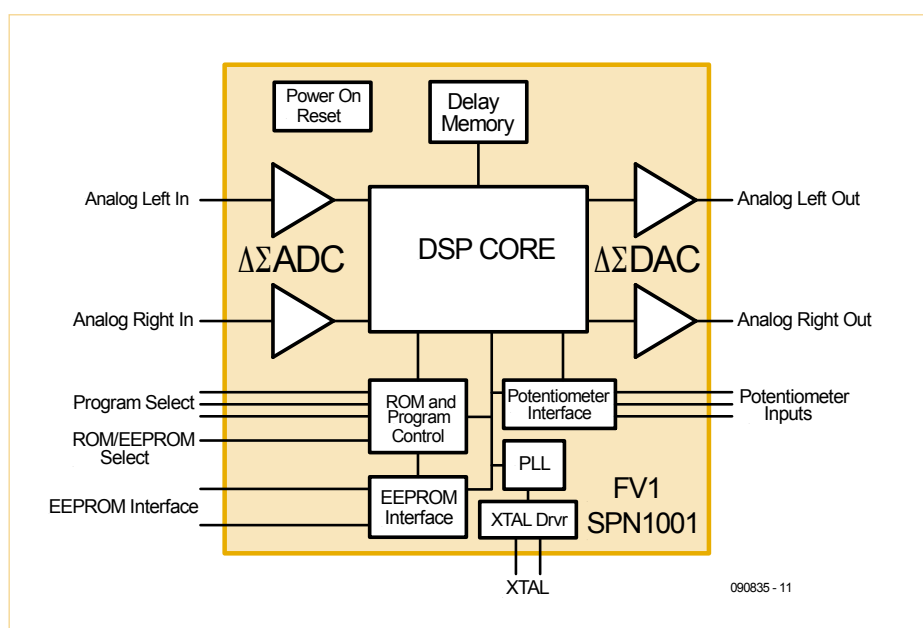 Power On
Reset
Delay
Memory
Analog Left In
Analog Left Out
DSP CORE
ΔΣADC
ΔΣDAC
Analog Right In
Analog Right Out
Program Select
ROM and
Program
Control
Potentiometer
Interface
Potentiometer
Inputs
ROM/EEPROM
Select
PLL
EEPROM Interface
EEPROM
Interface
XTAL Drvr
FV1
SPN1001
XTAL
090835 - 11